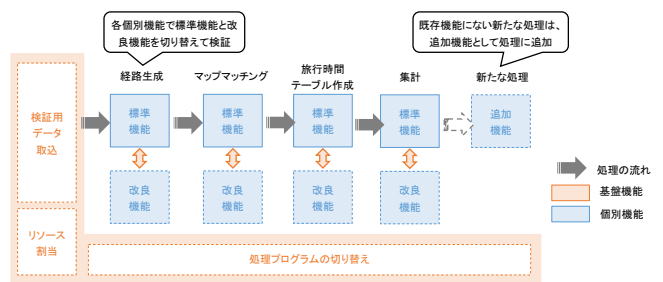 各個別機能で標準機能と改
良機能を切り替えて検証
既存機能にない新たな処理は、
追加機能として処理に追加
経路生成
マップマッチング
旅行時間
テーブル作成
集計
新たな処理
検証用
データ
取込
標準
機能
標準
機能
標準
機能
標準
機能
追加
機能
改良
機能
改良
機能
改良
機能
改良
機能
処理の流れ
基盤機能
個別機能
リソース
割当
処理プログラムの切り替え